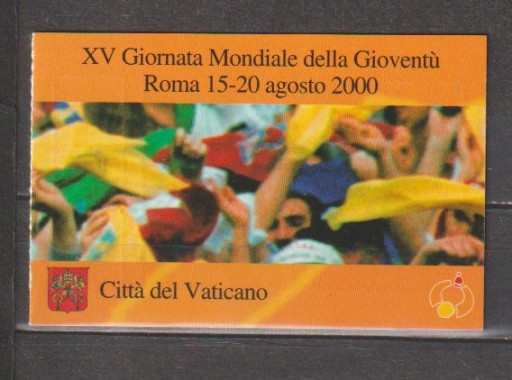 XV Giornata Mondiale della Gioventù
Roma 15-20 agosto 2000
Città del Vaticano